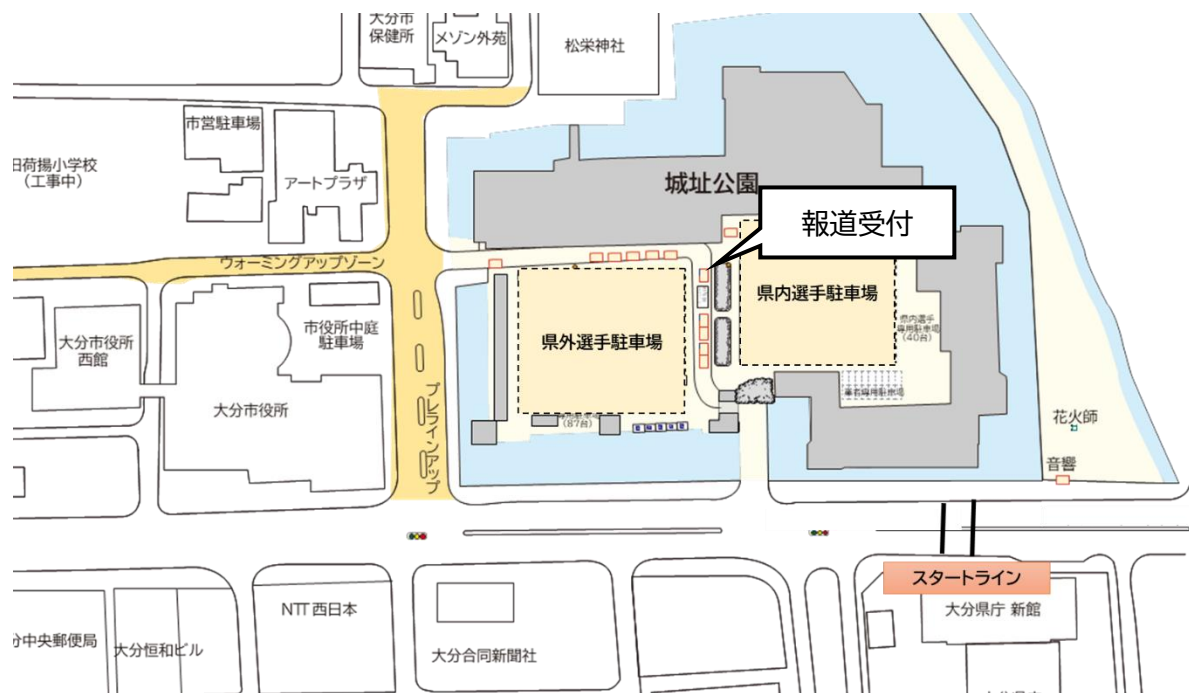 大分市
保健所
メゾン外苑
松栄神社
市営駐車場
旧荷揚小学校
(工事中)
アートプラザ
城址公園
報道受付
ウォーミングアップゾーン
県外選手駐車場
県内選手駐車場
県内選手
専用駐車場
(40台)
市役所中庭
駐車場
大分市役所
西館
大分市役所
プレラインアップ
(87台)
花火師
音響
スタートライン
大分県庁 新館
NTT 西日本
大分合同新聞社
分中央郵便局
大分恒和ビル